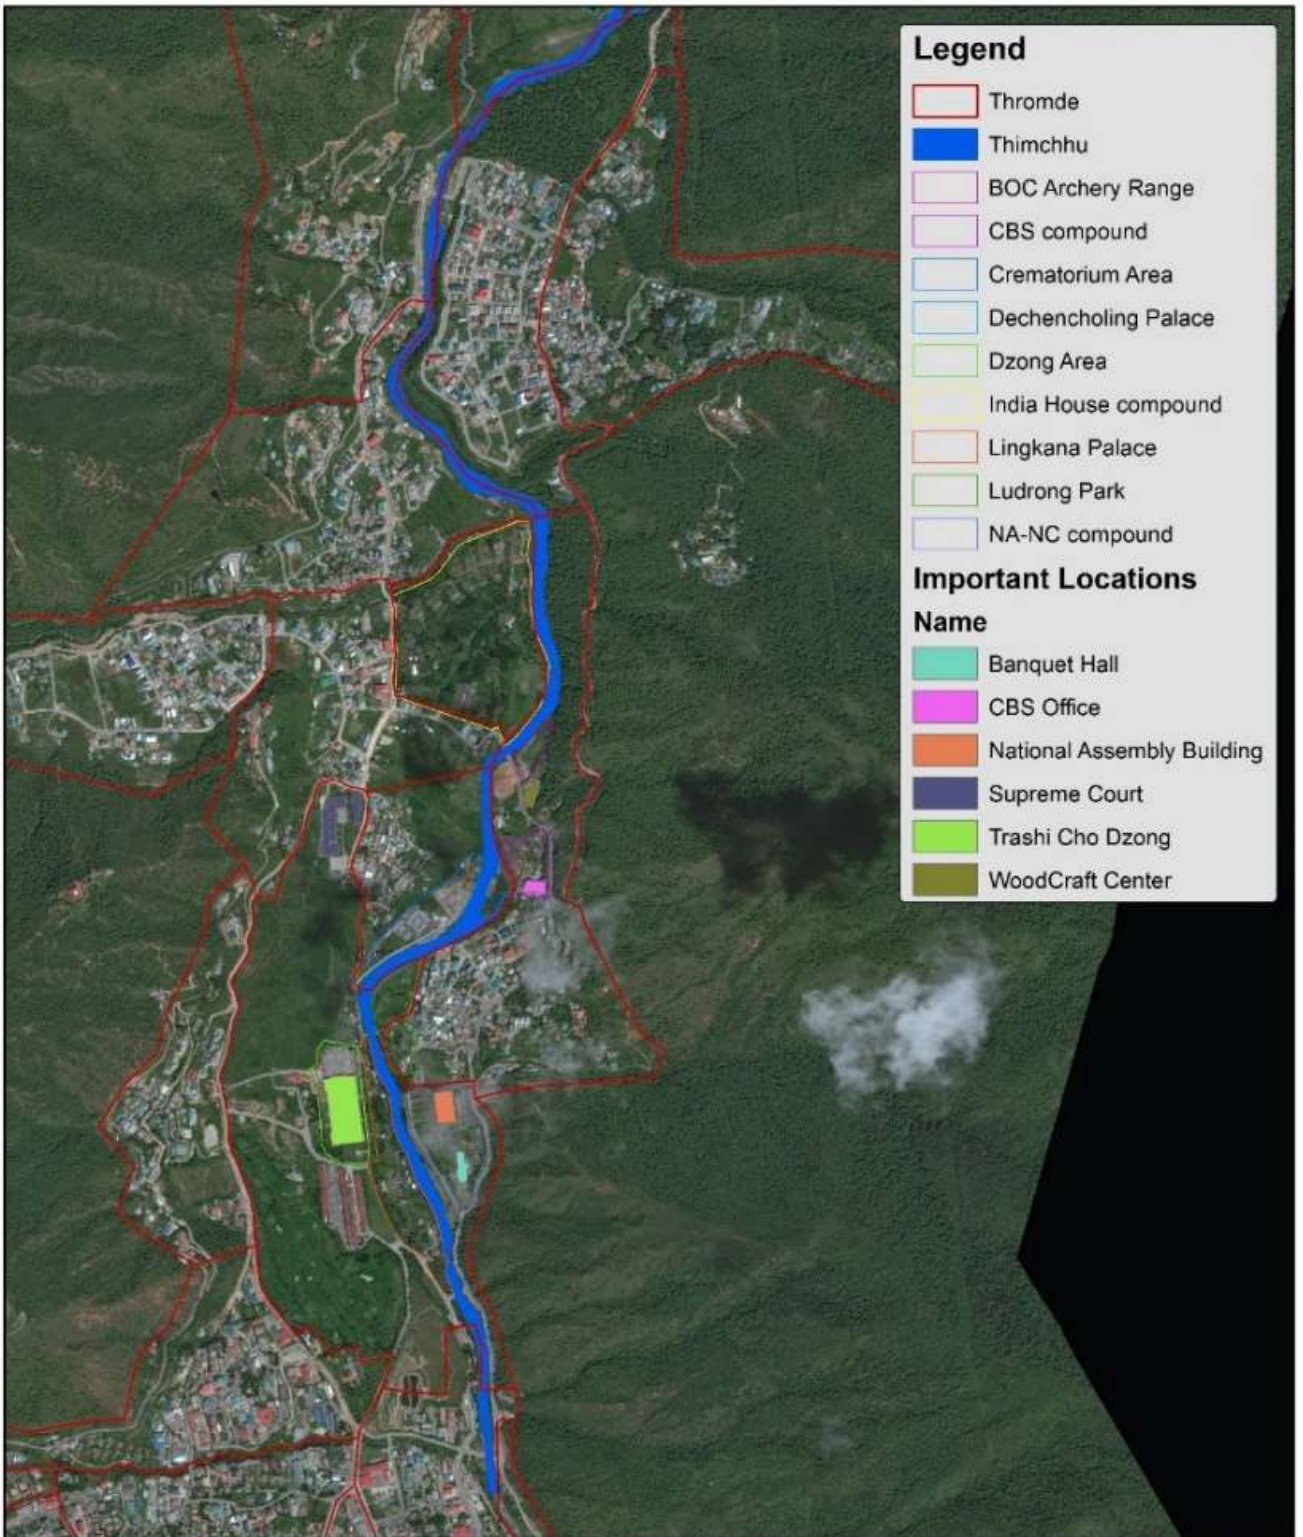 Legend
Thromde
Thimchhu
BOC Archery Range
CBS compound
Crematorium Area
Dechencholing Palace
Dzong Area
India House compound
Lingkana Palace
Ludrong Park
NA-NC compound
Important Locations
Name
Banquet Hall
CBS Office
National Assembly Building
Supreme Court
Trashi Cho Dzong
WoodCraft Center